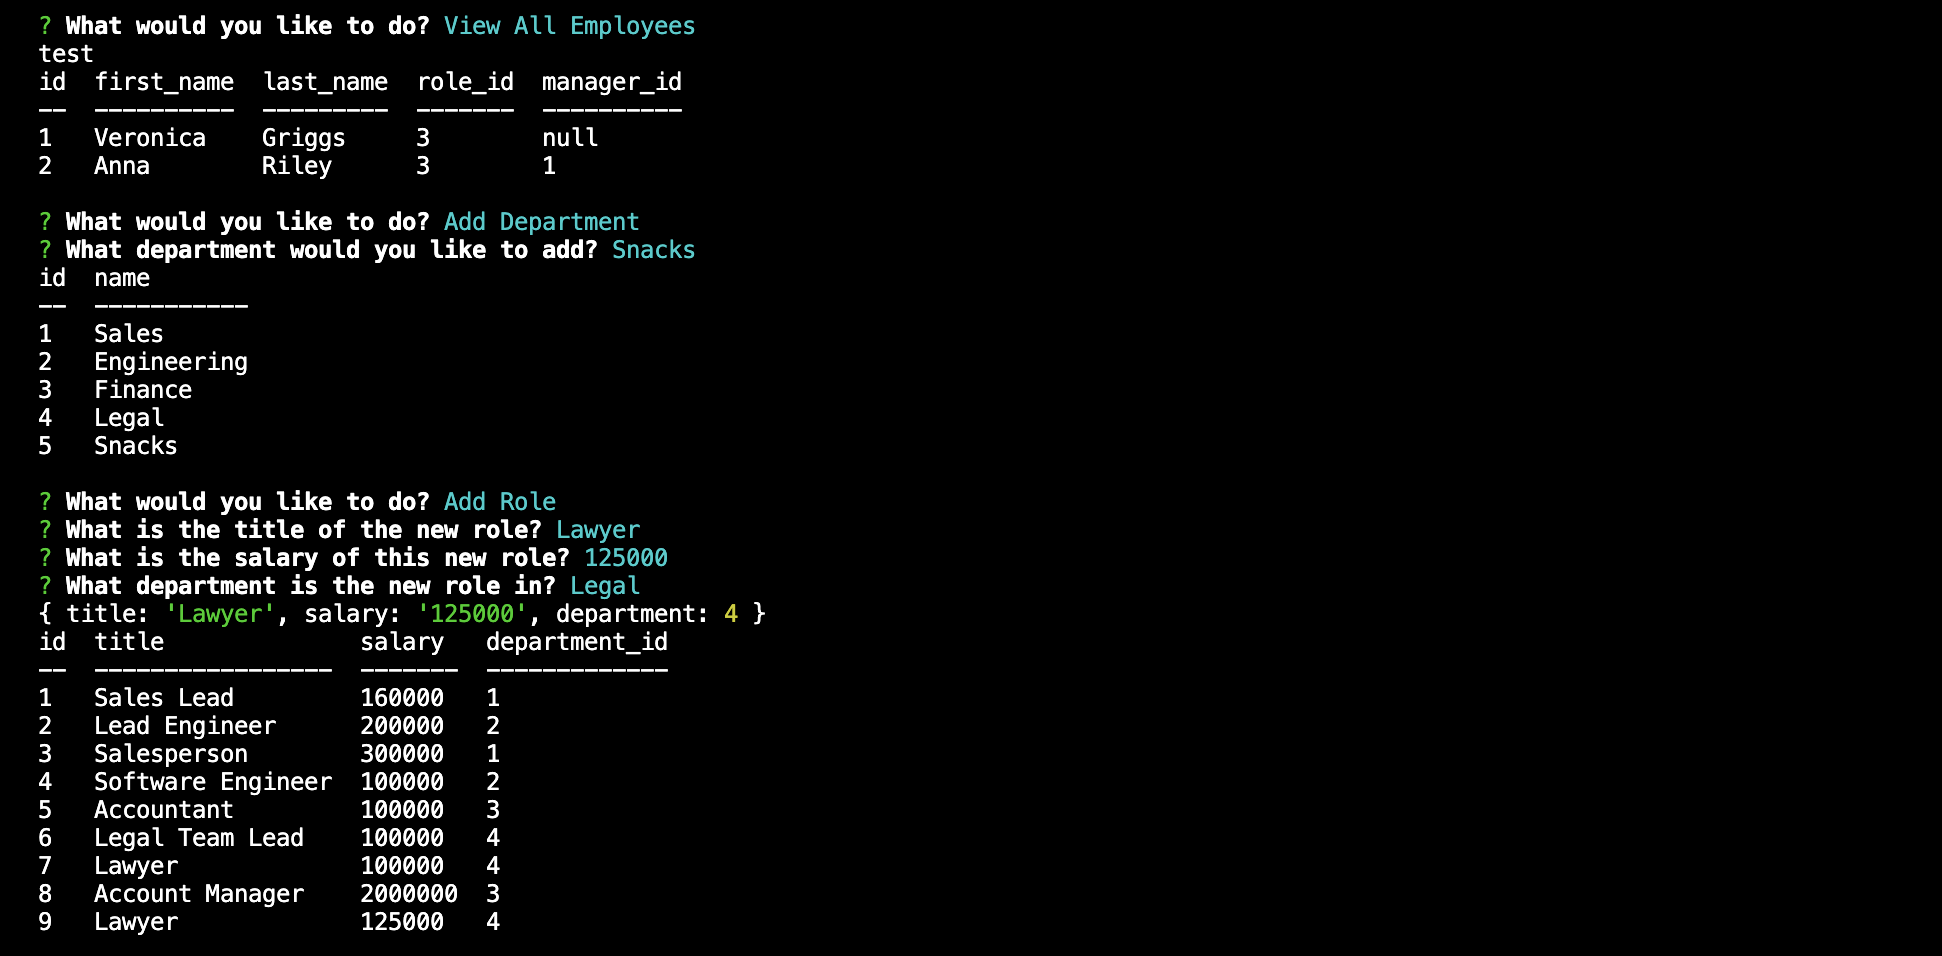 ? What would you like to do? View All Employees
test
id  first_name  last_name  role_id  manager_id
--  ----------  ---------  -------  ----------
1   Veronica    Griggs     3        null
2   Anna        Riley      3        1
? What would you like to do? Add Department
? What department would you like to add? Snacks
id  name
--  -----------
1   Sales
2   Engineering
3   Finance
4   Legal
5   Snacks
? What would you like to do? Add Role
? What is the title of the new role? Lawyer
? What is the salary of this new role? 125000
? What department is the new role in? Legal
{ title: 'Lawyer', salary: '125000', department: 4 }
id  title              salary   department_id
--  -----------------  -------  -------------
1   Sales Lead         160000   1
2   Lead Engineer      200000   2
3   Salesperson        300000   1
4   Software Engineer  100000   2
5   Accountant         100000   3
6   Legal Team Lead    100000   4
7   Lawyer             100000   4
8   Account Manager    2000000  3
9   Lawyer             125000   4